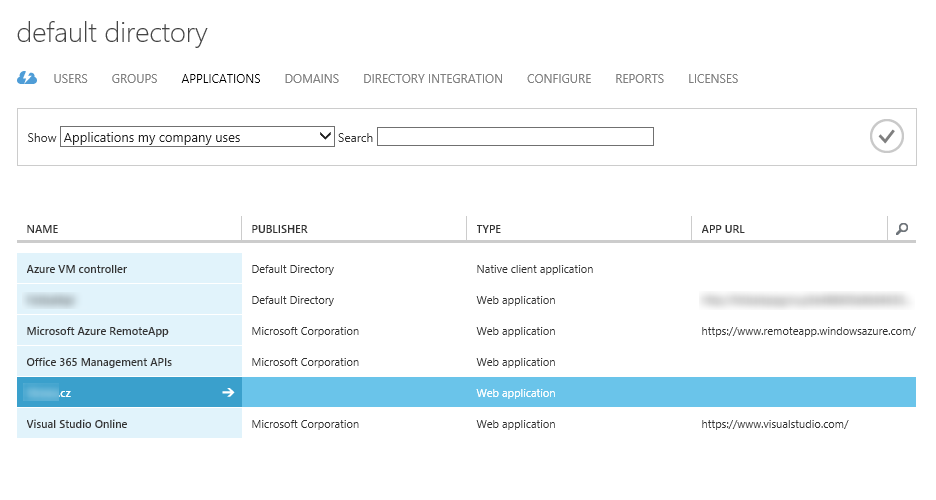 default directory
USERS GROUPS APPLICATIONS DOMAINS DIRECTORY INTEGRATION CONFIGURE REPORTS LICENSES
Show Applications my company uses Search
NAME PUBLISHER TYPE APP URL
Azure VM controller Default Directory Native client application
Default Directory Web application
Microsoft Azure RemoteApp Microsoft Corporation Web application https://www.remoteapp.windowsazure.com/
Office 365 Management APIs Microsoft Corporation Web application
.cz Web application
Visual Studio Online Microsoft Corporation Web application https://www.visualstudio.com/